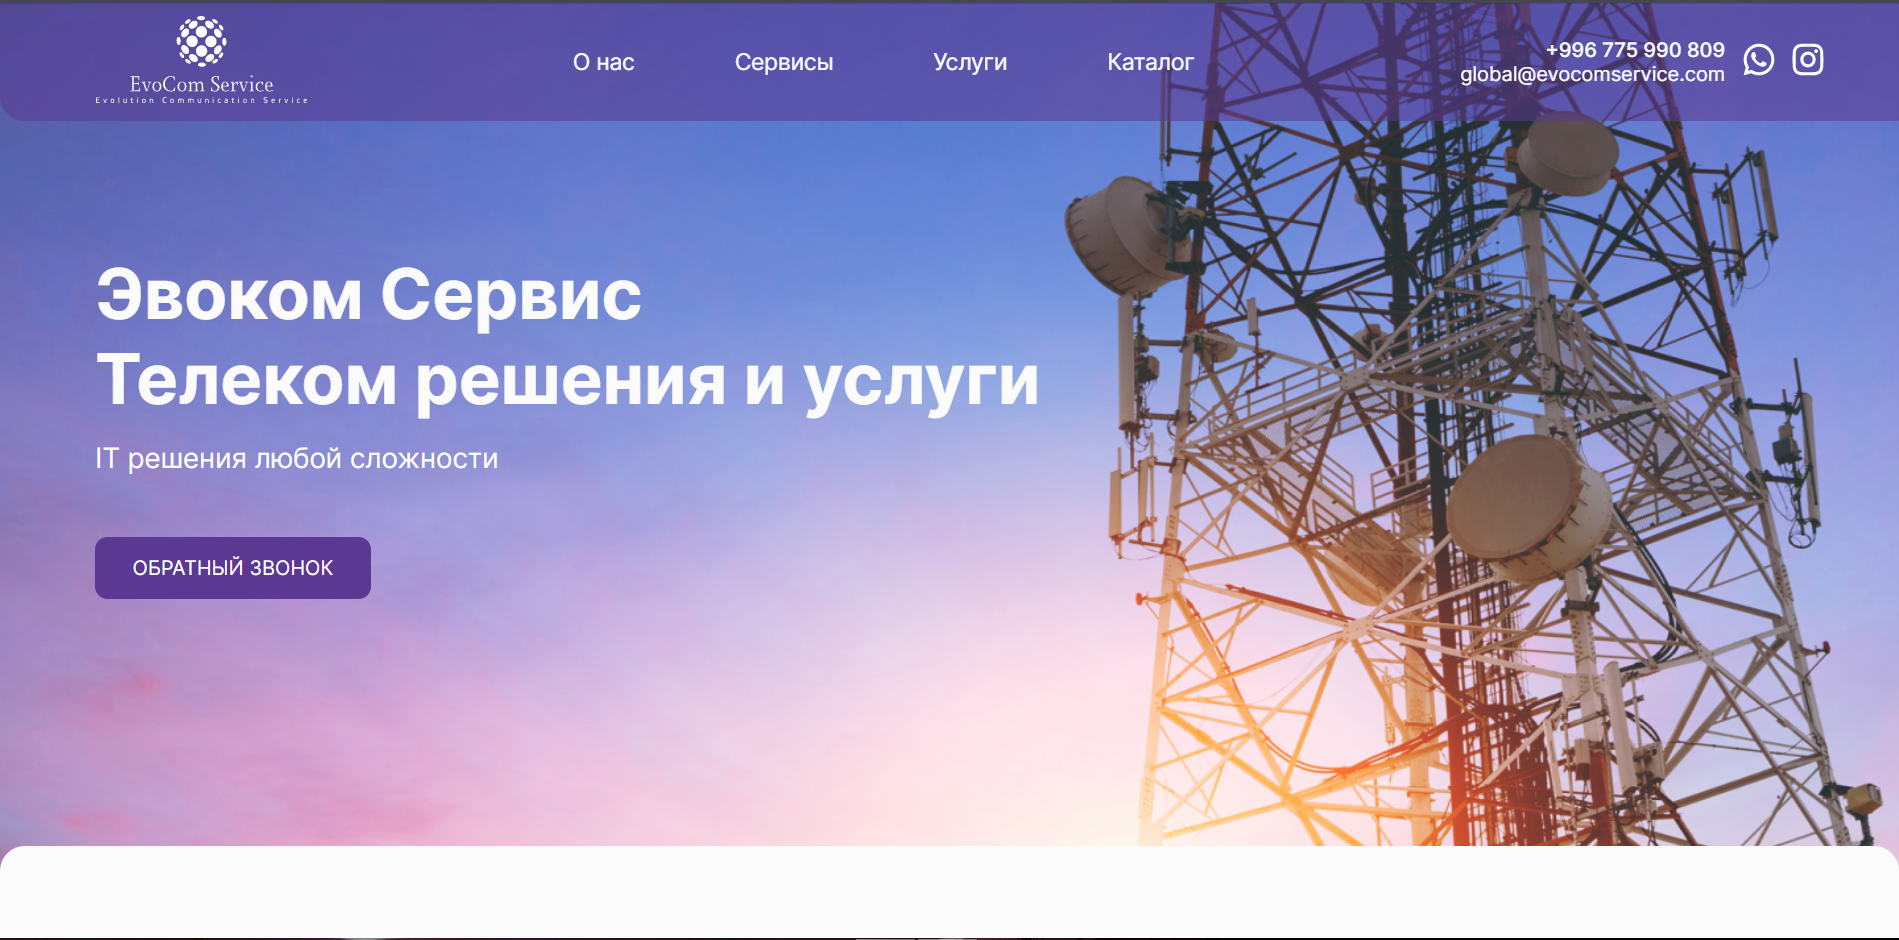 EvoCom Service
Evolution Communication Service
О нас
Сервисы
Услуги
Каталог
+996 775 990 809
global@evocomservice.com
Эвоком Сервис
Телеком решения и услуги
IT решения любой сложности
ОБРАТНЫЙ ЗВОНОК